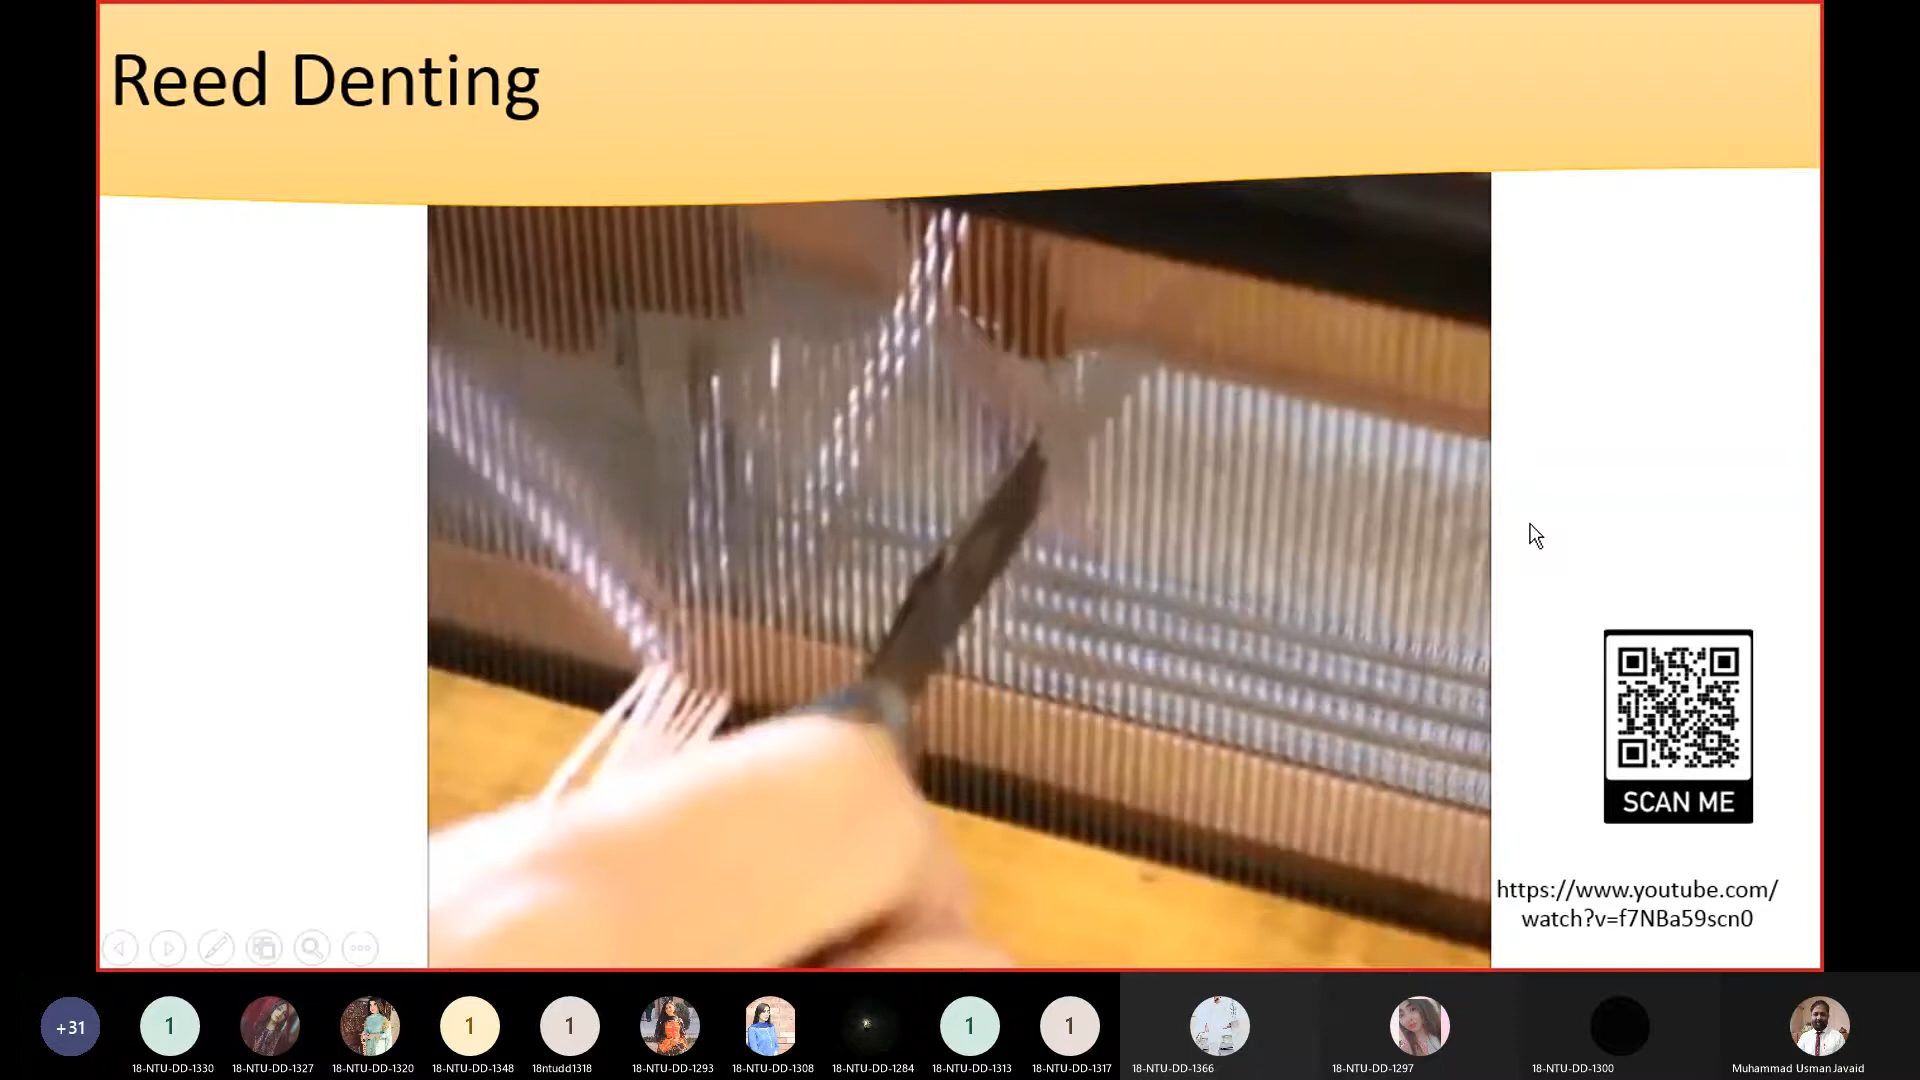 Reed Denting
SCAN ME
https://www.youtube.com/
watch?v=f7NBa59scn0
+31
1
1
1
1
1
18-NTU-DD-1330
18-NTU-DD-1327
18-NTU-DD-1320
18-NTU-DD-1348
18ntudd1318
18-NTU-DD-1293
18-NTU-DD-1308
18-NTU-DD-1284
18-NTU-DD-1313
18-NTU-DD-1317
18-NTU-DD-1366
18-NTU-DD-1297
18-NTU-DD-1300
Muhammad Usman Javaid